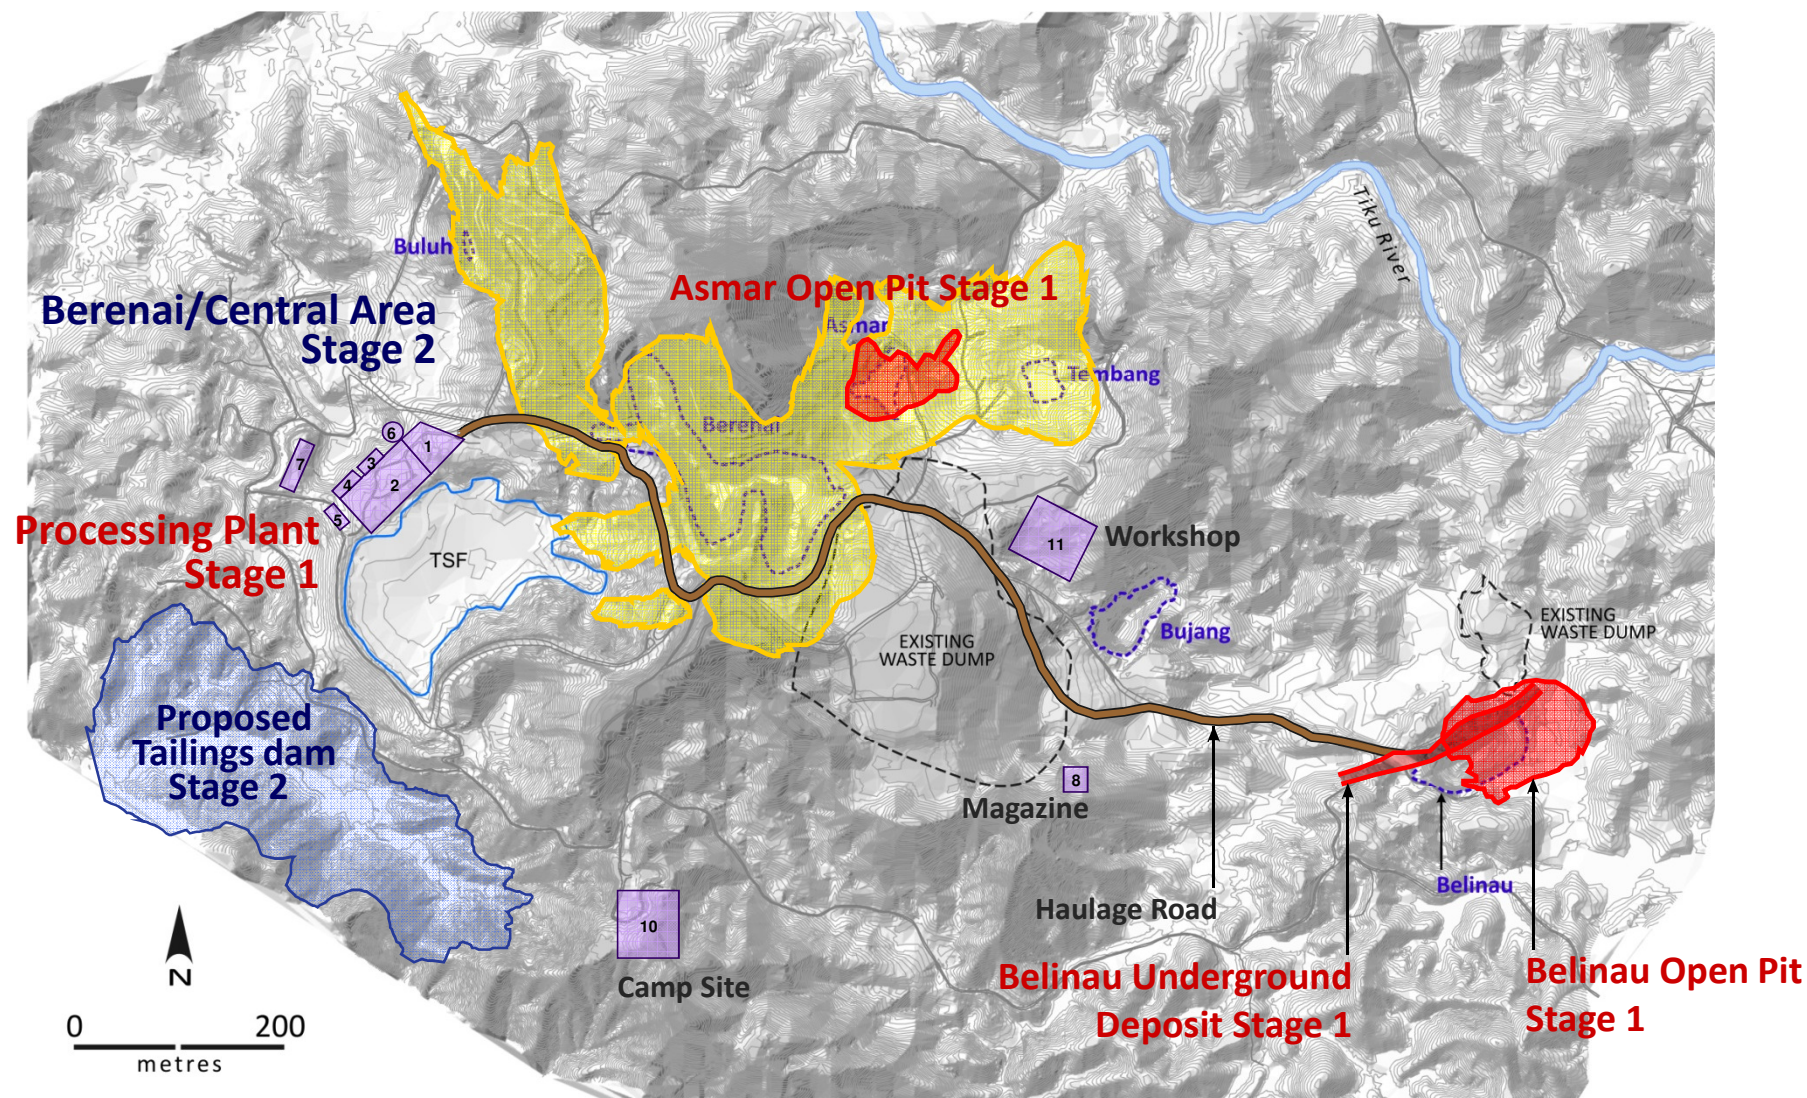 Buluh
Berenai/Central Area
Stage 2
Asmar Open Pit Stage 1
Asmar
Tembang
Berenai
Tiku River
6
1
7
3
4
2
5
Processing Plant
Stage 1
TSF
11
Workshop
Bujang
EXISTING
WASTE DUMP
EXISTING
WASTE DUMP
Proposed
Tailings dam
Stage 2
8
Magazine
10
Camp Site
Haulage Road
Belinau
Belinau Underground
Deposit Stage 1
Belinau Open Pit
Stage 1
N
0 200
metres